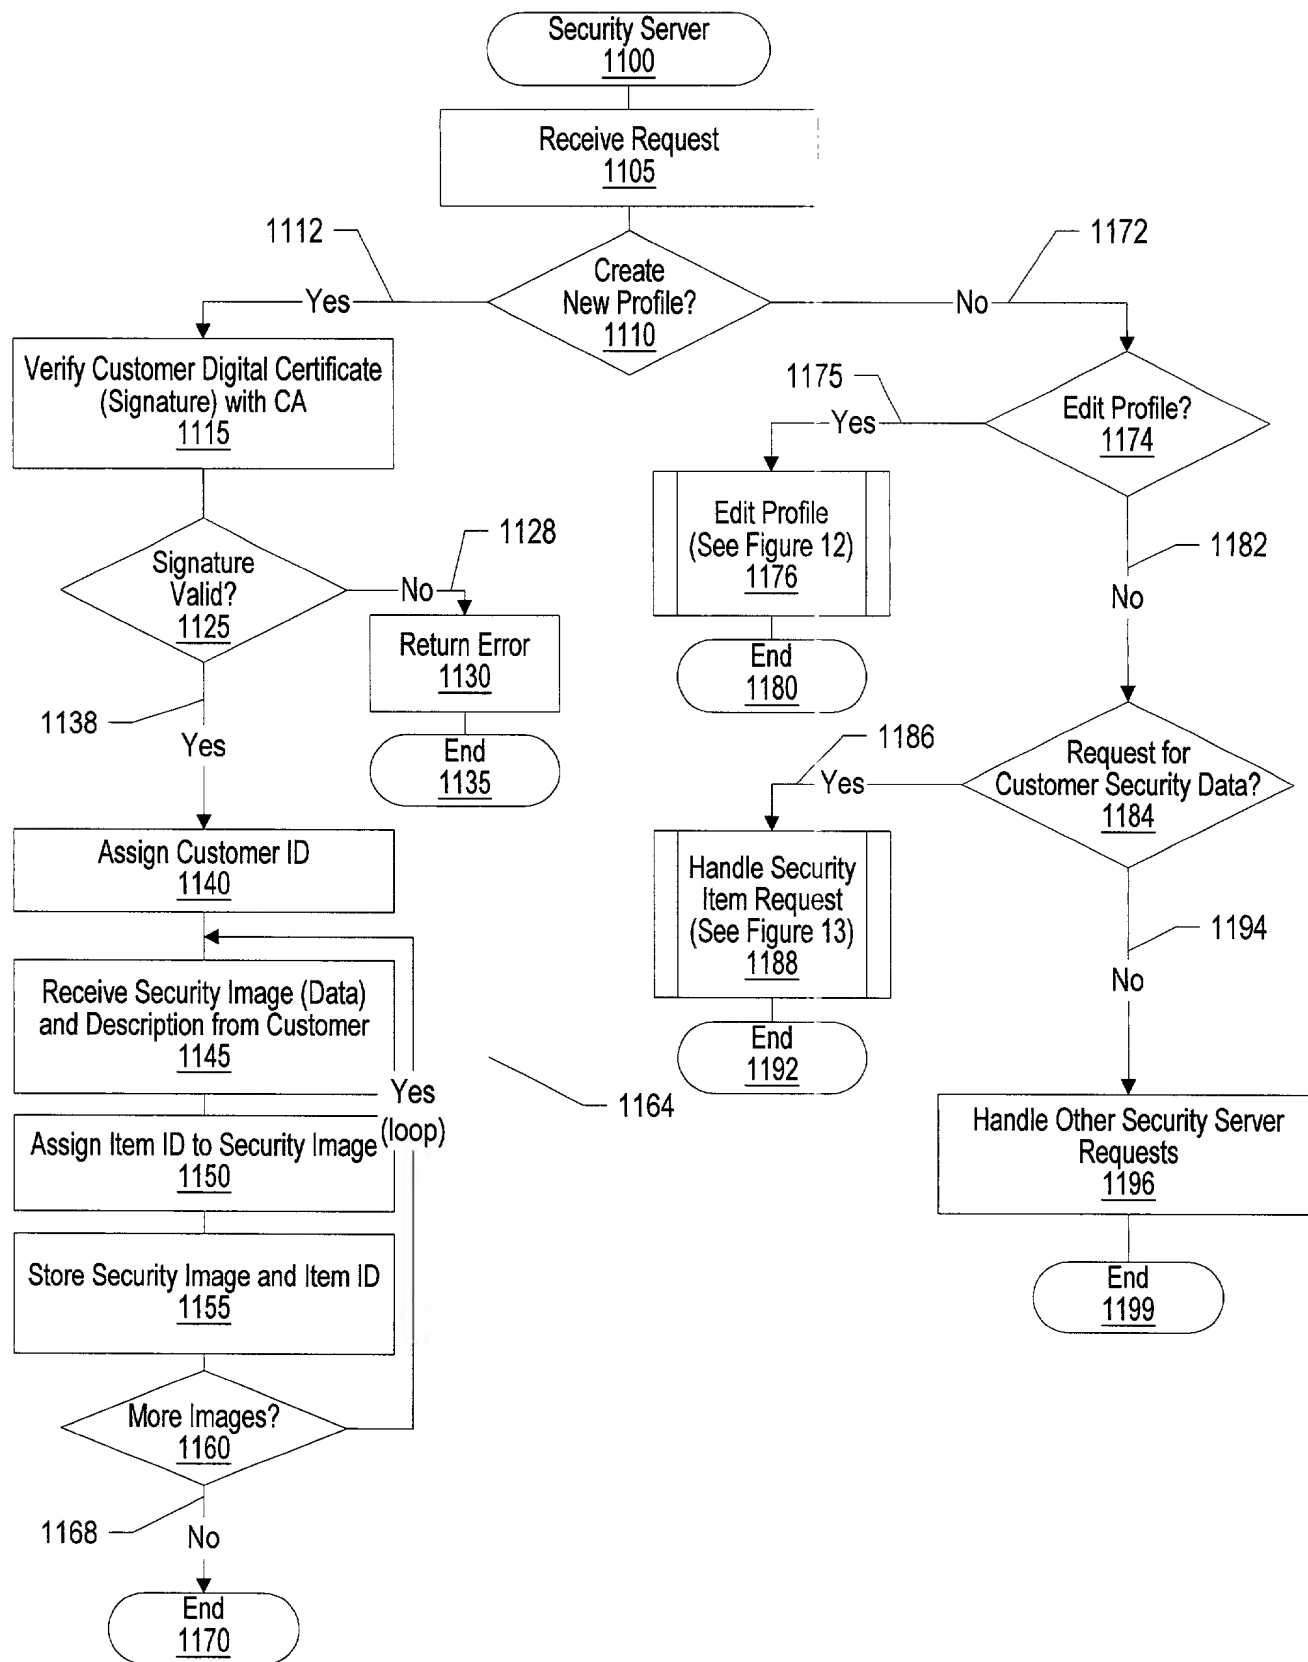 Security Server
1100
Receive Request
1105
1112
1172
Create
New Profile?
1110
Yes
No
Verify Customer Digital Certificate
(Signature) with CA
1115
1175
Edit Profile?
1174
Yes
Edit Profile
(See Figure 12)
1176
1182
No
End
1180
Signature
Valid?
1125
1128
No
Return Error
1130
End
1135
1138
Yes
1186
Request for
Customer Security Data?
1184
Yes
Handle Security
Item Request
(See Figure 13)
1188
1194
No
End
1192
Assign Customer ID
1140
Receive Security Image (Data)
and Description from Customer
1145
Yes
(loop)
1164
Assign Item ID to Security Image
1150
Handle Other Security Server
Requests
1196
Store Security Image and Item ID
1155
End
1199
More Images?
1160
1168
No
End
1170